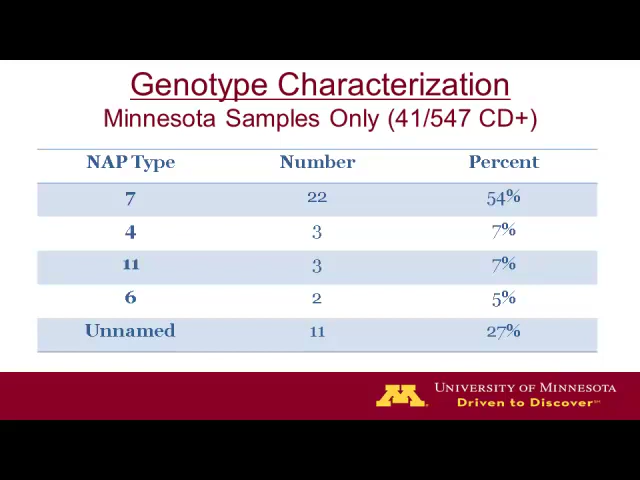 Genotype Characterization
Minnesota Samples Only (41/547 CD+)
NAP Type Number Percent
7 22 54%
4 3 7%
11 3 7%
6 2 5%
Unnamed 11 27%
M
UNIVERSITY OF MINNESOTA
Driven to Discover℠